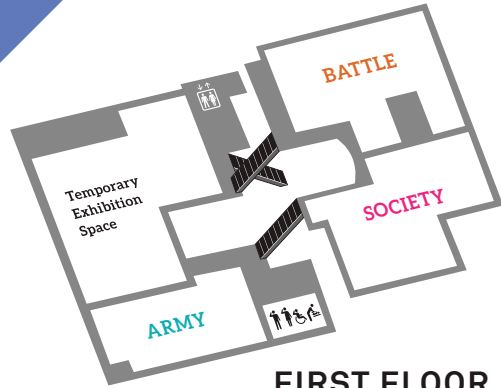 BATTLE
Temporary
Exhibition
Space
SOCIETY
ARMY
FIRST FLOOR